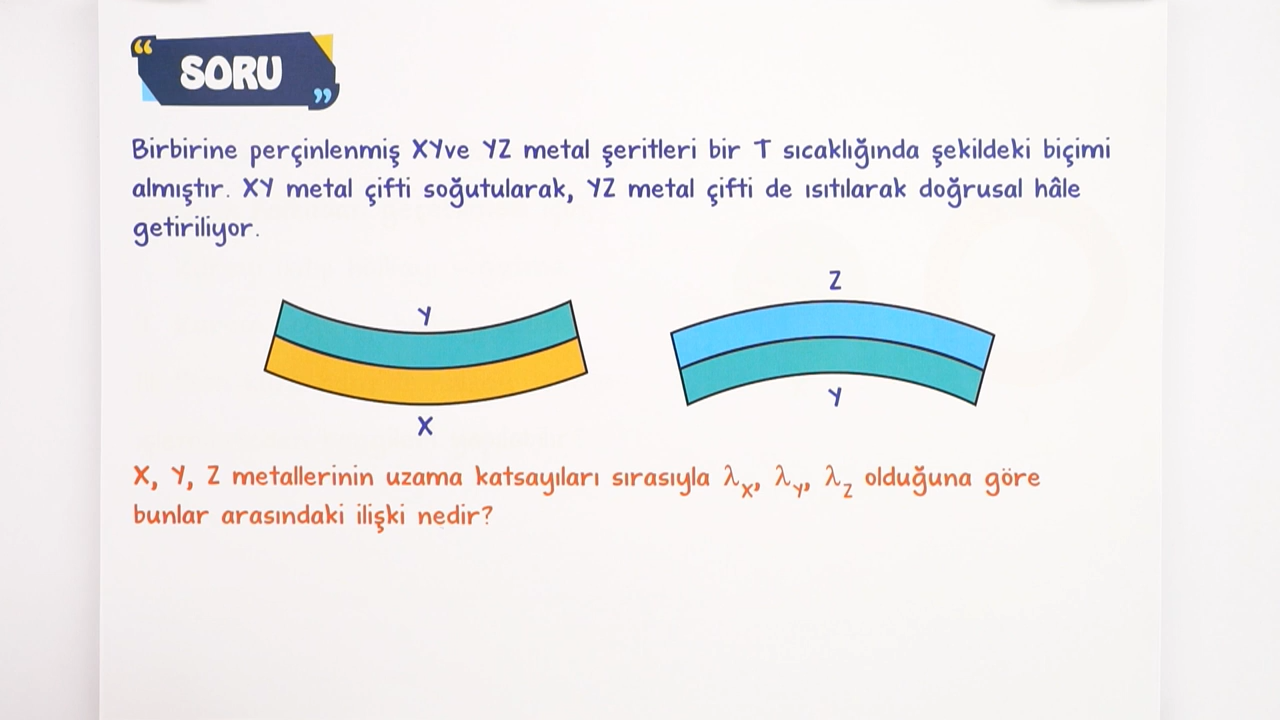 SORU
Birbirine perçinlenmiş XYve YZ metal şeritleri bir T sıcaklığında şekildeki biçimi
almıştır. XY metal çifti soğutularak, YZ metal çifti de ısıtılarak doğrusal hâle
getiriliyor.
Z
Y
Y
X
X, Y, Z metallerinin uzama katsayıları sırasıyla λX, λY, λZ olduğuna göre
bunlar arasındaki ilişki nedir?